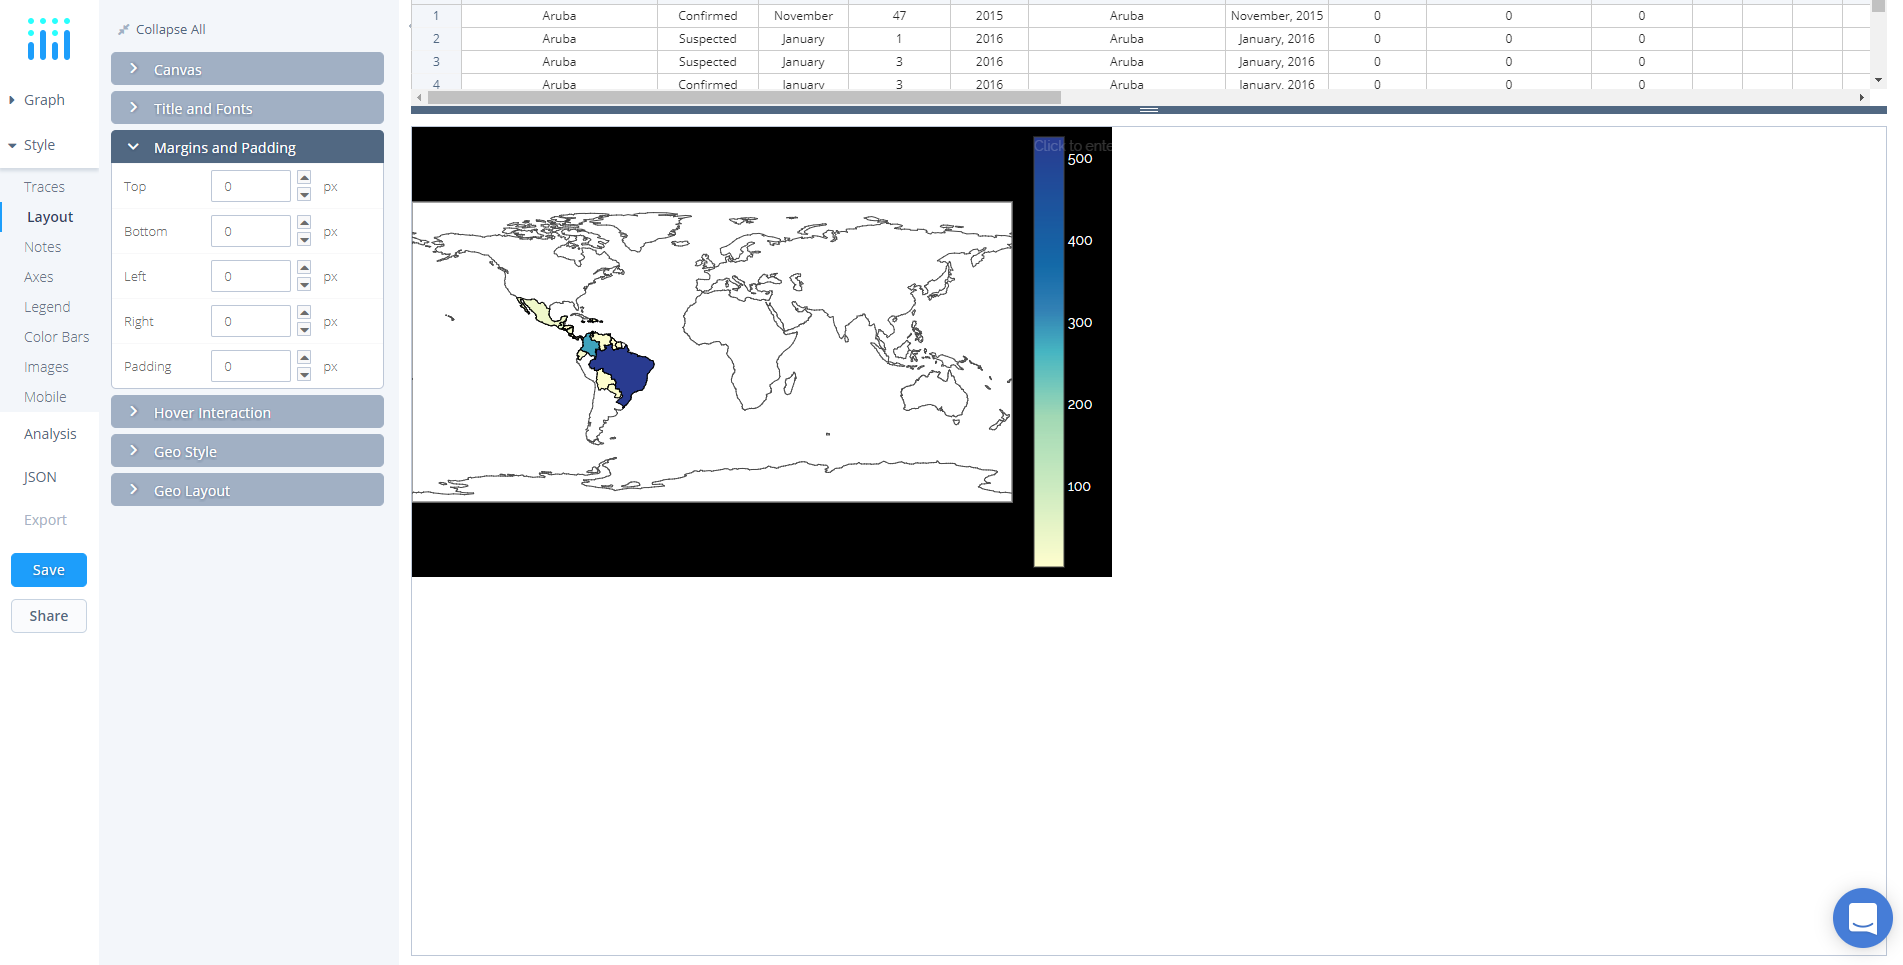 Collapse All
Canvas
Title and Fonts
Margins and Padding
Top 0 px
Bottom 0 px
Left 0 px
Right 0 px
Padding 0 px
Hover Interaction
Geo Style
Geo Layout
Graph
Style
Traces
Layout
Notes
Axes
Legend
Color Bars
Images
Mobile
Analysis
JSON
Export
Save
Share
1 Aruba Confirmed November 47 2015 Aruba November, 2015 0 0 0
2 Aruba Suspected January 1 2016 Aruba January, 2016 0 0 0
3 Aruba Suspected January 3 2016 Aruba January, 2016 0 0 0
4 Aruba Confirmed January 3 2016 Aruba January, 2016 0 0 0
Click to ente
500
400
300
200
100